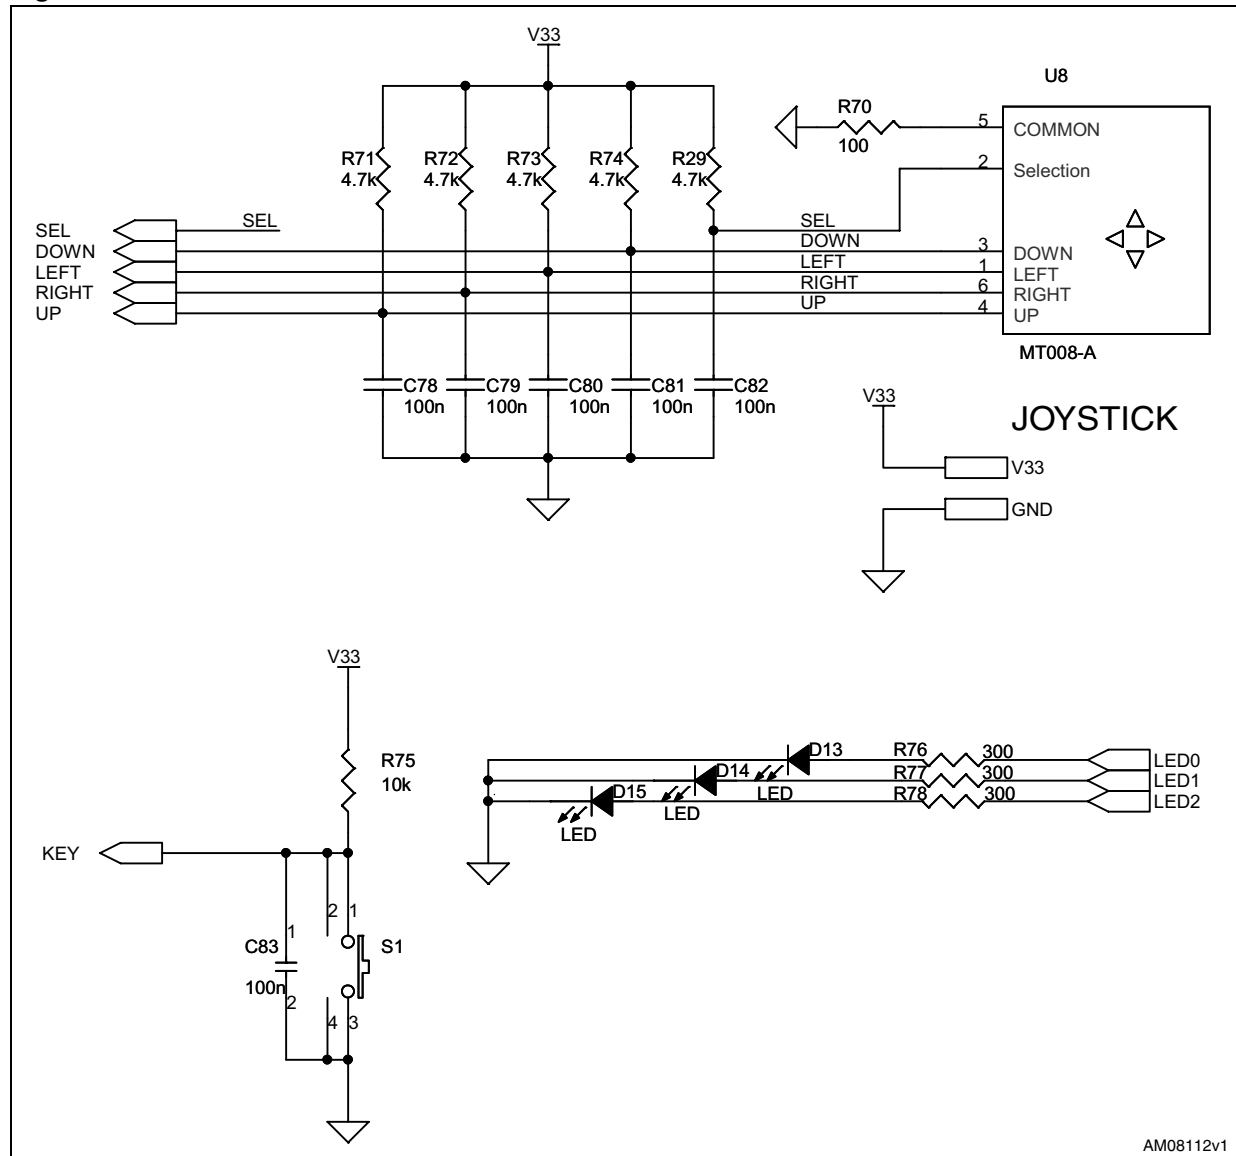 V33
U8
R70
100
5 COMMON
2 Selection
R71 R72 R73 R74 R29
4.7k 4.7k 4.7k 4.7k 4.7k
SEL SEL SEL
DOWN DOWN 3 DOWN
LEFT LEFT 1 LEFT
RIGHT RIGHT 6 RIGHT
UP UP 4 UP
MT008-A
C78 C79 C80 C81 C82
100n 100n 100n 100n 100n
V33
JOYSTICK
V33
GND
V33
R75
10k
D13 R76 300 LED0
D14 R77 300 LED1
D15 R78 300 LED2
LED
LED
LED
KEY
2 1
1
C83 S1
100n
2
4 3
AM08112v1